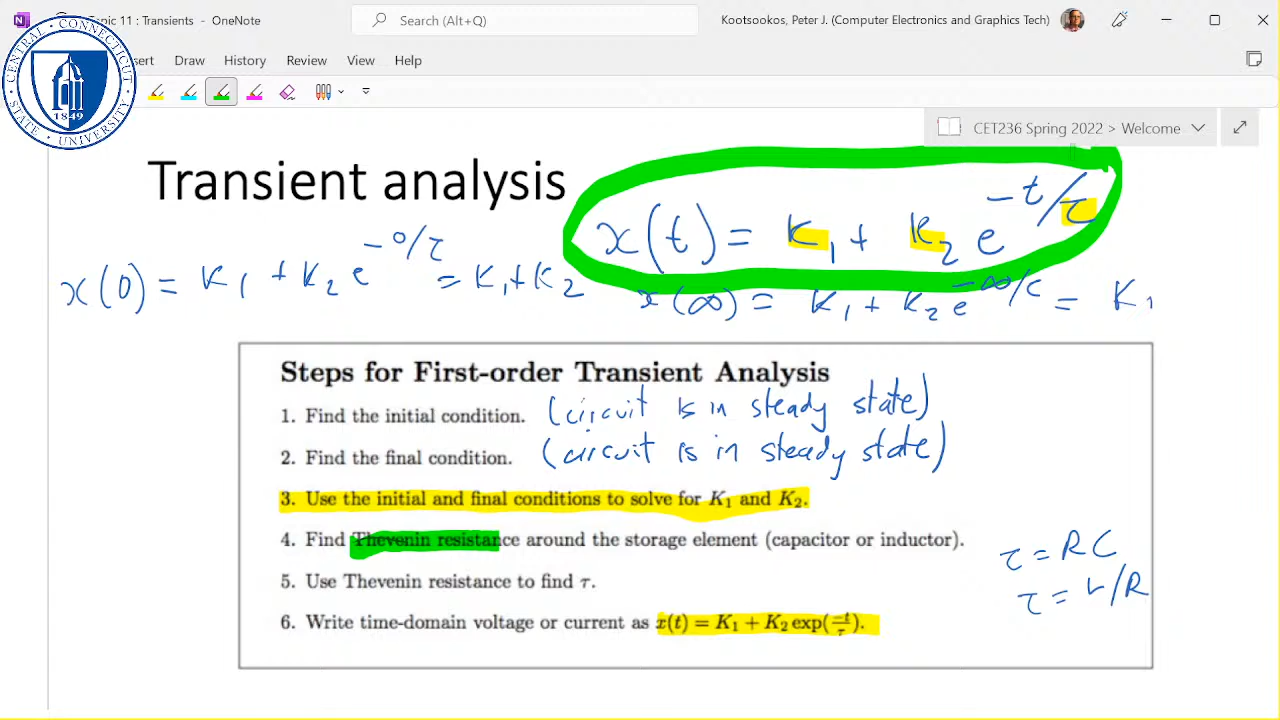 Topic 11 : Transients - OneNote
Search (Alt+Q)
Kootsookos, Peter J. (Computer Electronics and Graphics Tech)
Draw History Review View Help
CENTRAL CONNECTICUT STATE UNIVERSITY
1849
CET236 Spring 2022 > Welcome
Transient analysis
x(t) = K₁ + K₂ e^(-t/τ)
x(0) = K₁ + K₂ e^(-0/τ) = K₁ + K₂
x(∞) = K₁ + K₂ e^(-∞/τ) = K₁
Steps for First-order Transient Analysis
1. Find the initial condition. (circuit is in steady state)
2. Find the final condition. (circuit is in steady state)
3. Use the initial and final conditions to solve for K₁ and K₂.
4. Find Thevenin resistance around the storage element (capacitor or inductor).
τ = RC
5. Use Thevenin resistance to find τ.
τ = L/R
6. Write time-domain voltage or current as x(t) = K₁ + K₂ exp(-t/τ).